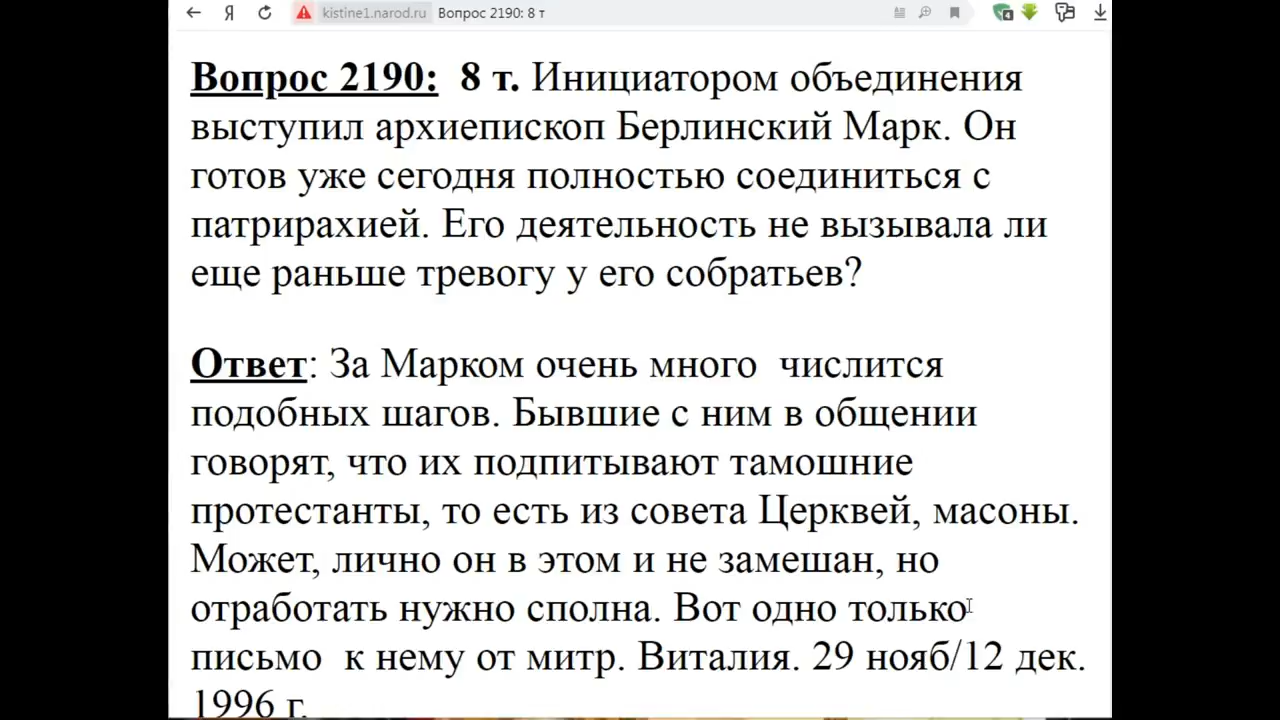 Я kistine1.narod.ru Вопрос 2190: 8 т 4
Вопрос 2190: 8 т. Инициатором объединения
выступил архиепископ Берлинский Марк. Он
готов уже сегодня полностью соединиться с
патрирахией. Его деятельность не вызывала ли
еще раньше тревогу у его собратьев?
Ответ: За Марком очень много числится
подобных шагов. Бывшие с ним в общении
говорят, что их подпитывают тамошние
протестанты, то есть из совета Церквей, масоны.
Может, лично он в этом и не замешан, но
отработать нужно сполна. Вот одно только
письмо к нему от митр. Виталия. 29 нояб/12 дек.
1996 г.